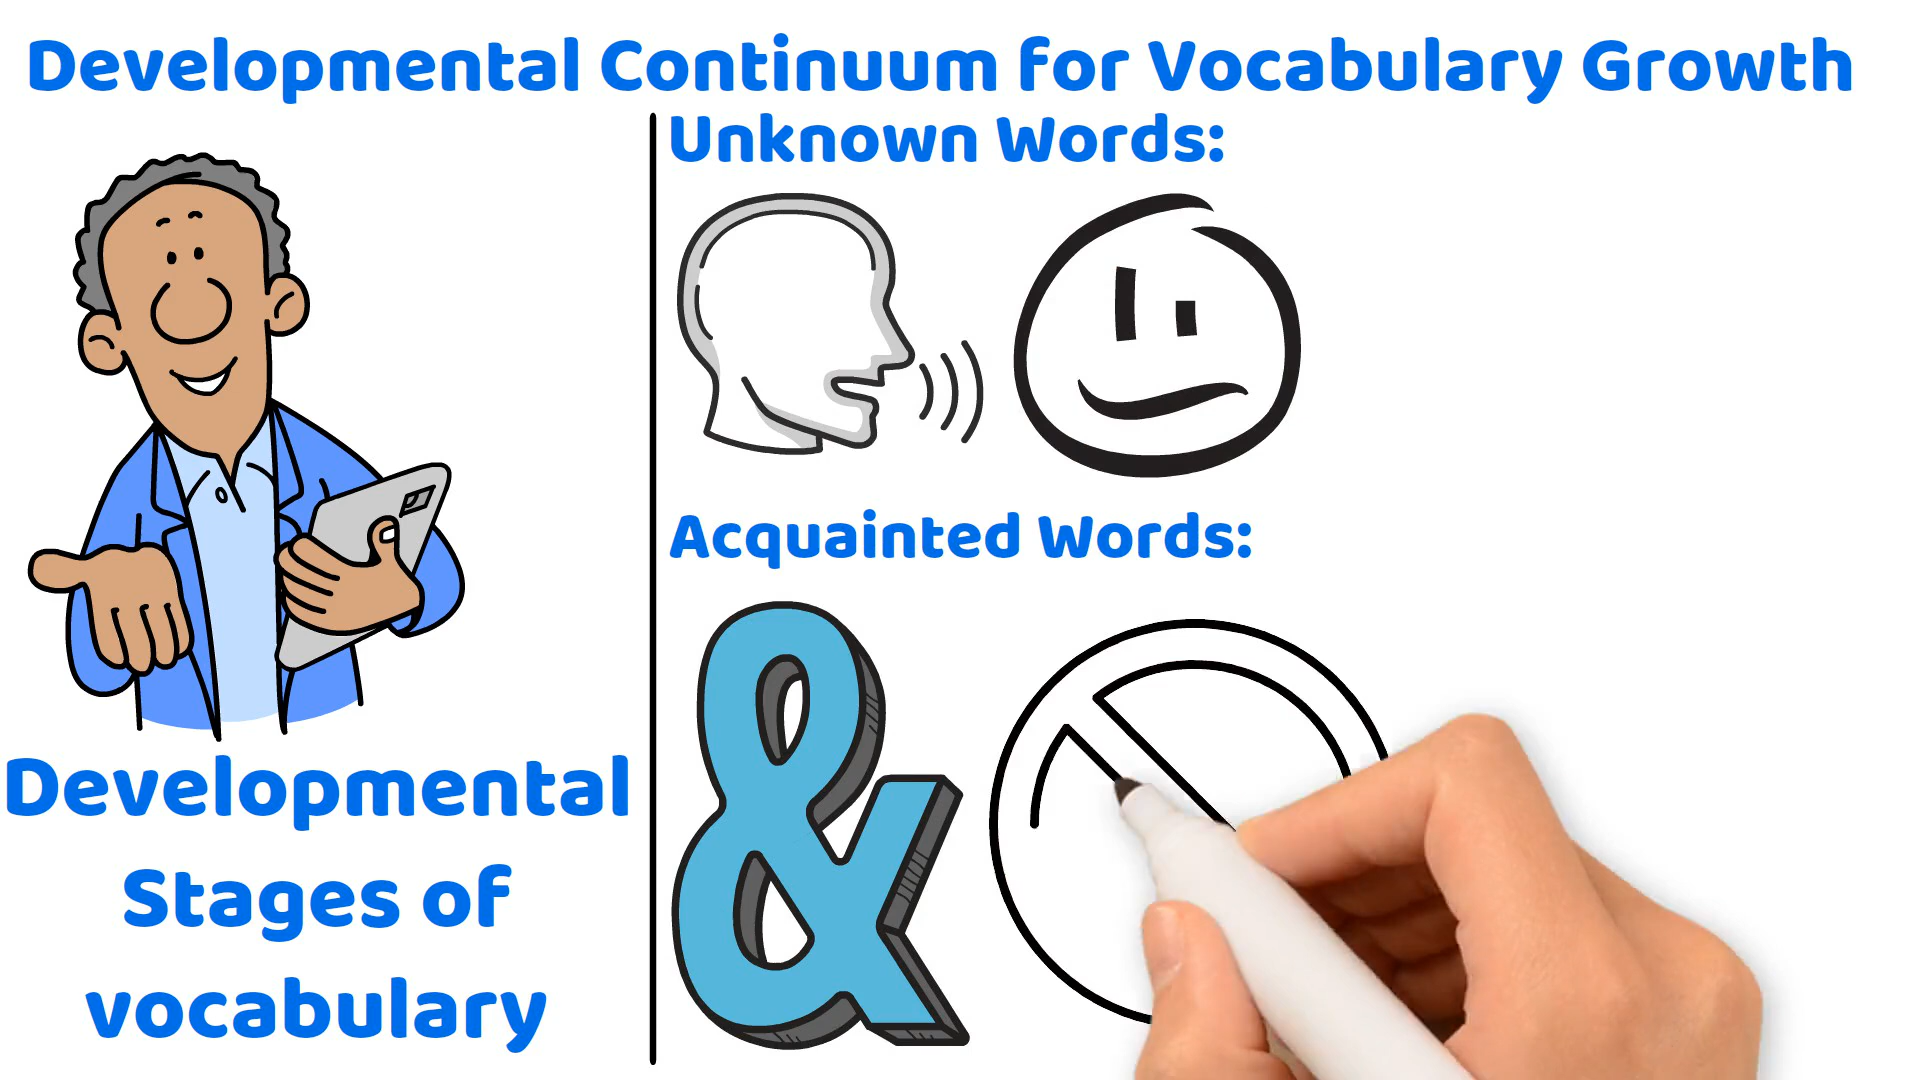 Developmental Continuum for Vocabulary Growth
Unknown Words:
Acquainted Words:
&
Developmental
Stages of
vocabulary